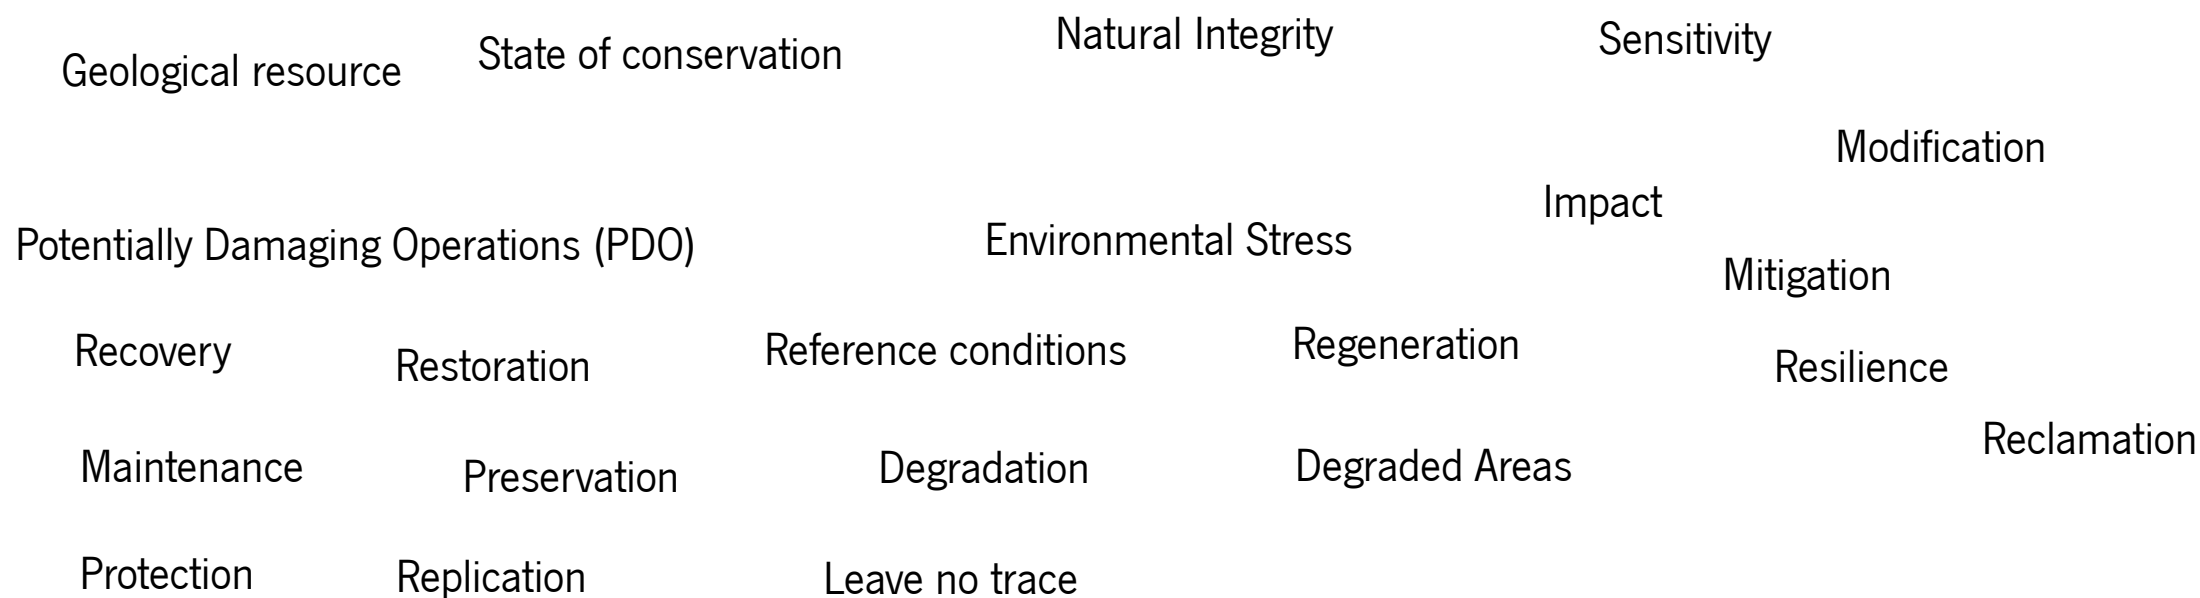 Geological resource
State of conservation
Natural Integrity
Sensitivity
Modification
Impact
Potentially Damaging Operations (PDO)
Environmental Stress
Mitigation
Recovery
Restoration
Reference conditions
Regeneration
Resilience
Reclamation
Maintenance
Preservation
Degradation
Degraded Areas
Protection
Replication
Leave no trace